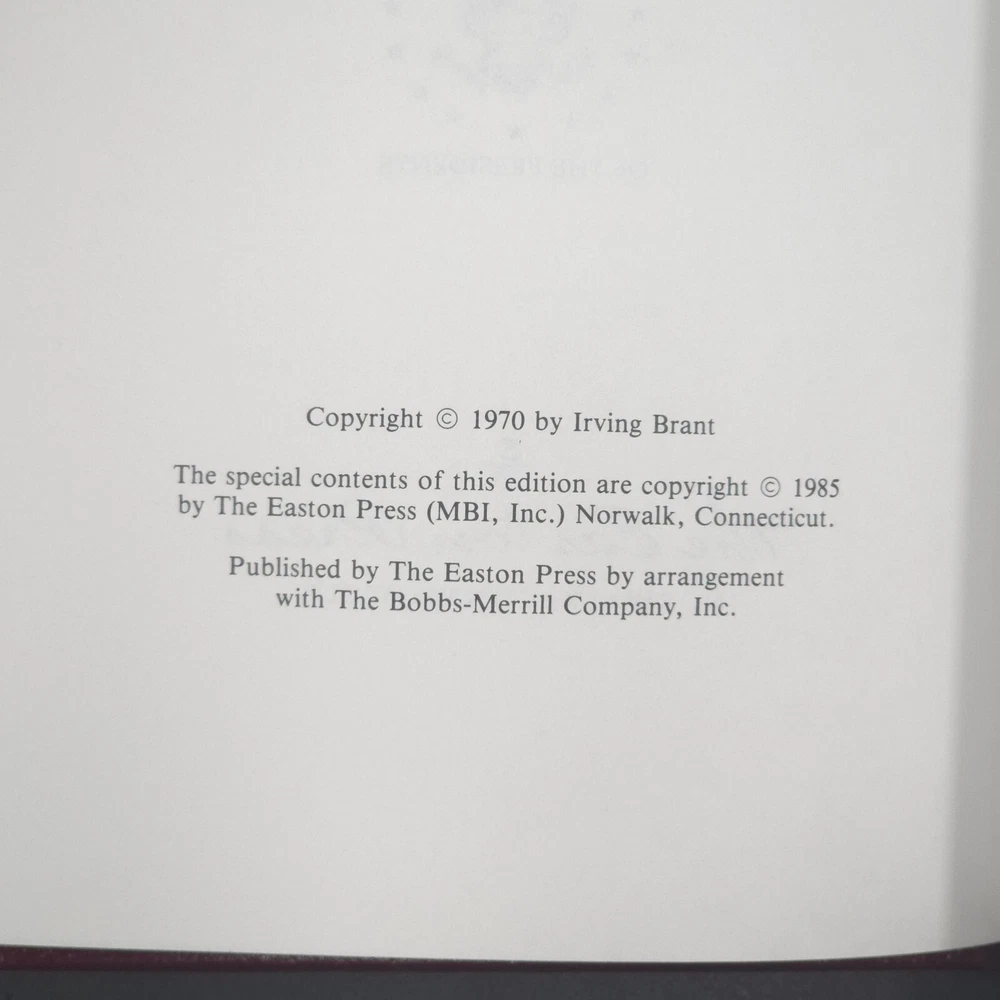 Copyright © 1970 by Irving Brant
The special contents of this edition are copyright © 1985
by The Easton Press (MBI, Inc.) Norwalk, Connecticut.
Published by The Easton Press by arrangement
with The Bobbs-Merrill Company, Inc.